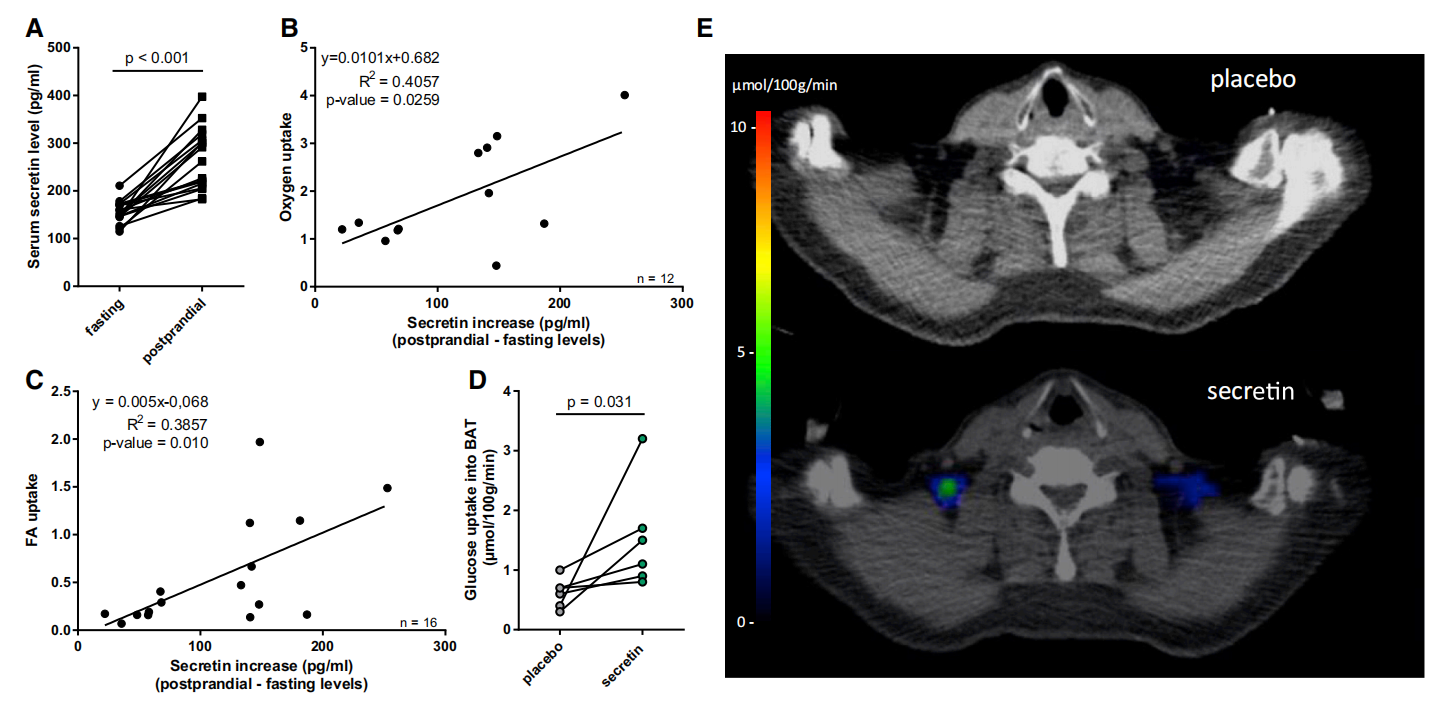 A
500
400
300
200
100
0
Serum secretin level (pg/ml)
p < 0.001
fasting
postprandial
B
5
4
3
2
1
0
Oxygen uptake
y=0.0101x+0.682
R² = 0.4057
p-value = 0.0259
n = 12
0
100
200
300
Secretin increase (pg/ml)
(postprandial - fasting levels)
C
2.5
2.0
1.5
1.0
0.5
0.0
FA uptake
y = 0.005x-0,068
R² = 0.3857
p-value = 0.010
n = 16
0
100
200
300
Secretin increase (pg/ml)
(postprandial - fasting levels)
D
4
3
2
1
0
Glucose uptake into BAT
(µmol/100g/min)
p = 0.031
placebo
secretin
E
µmol/100g/min
10 -
5 -
0 -
placebo
secretin